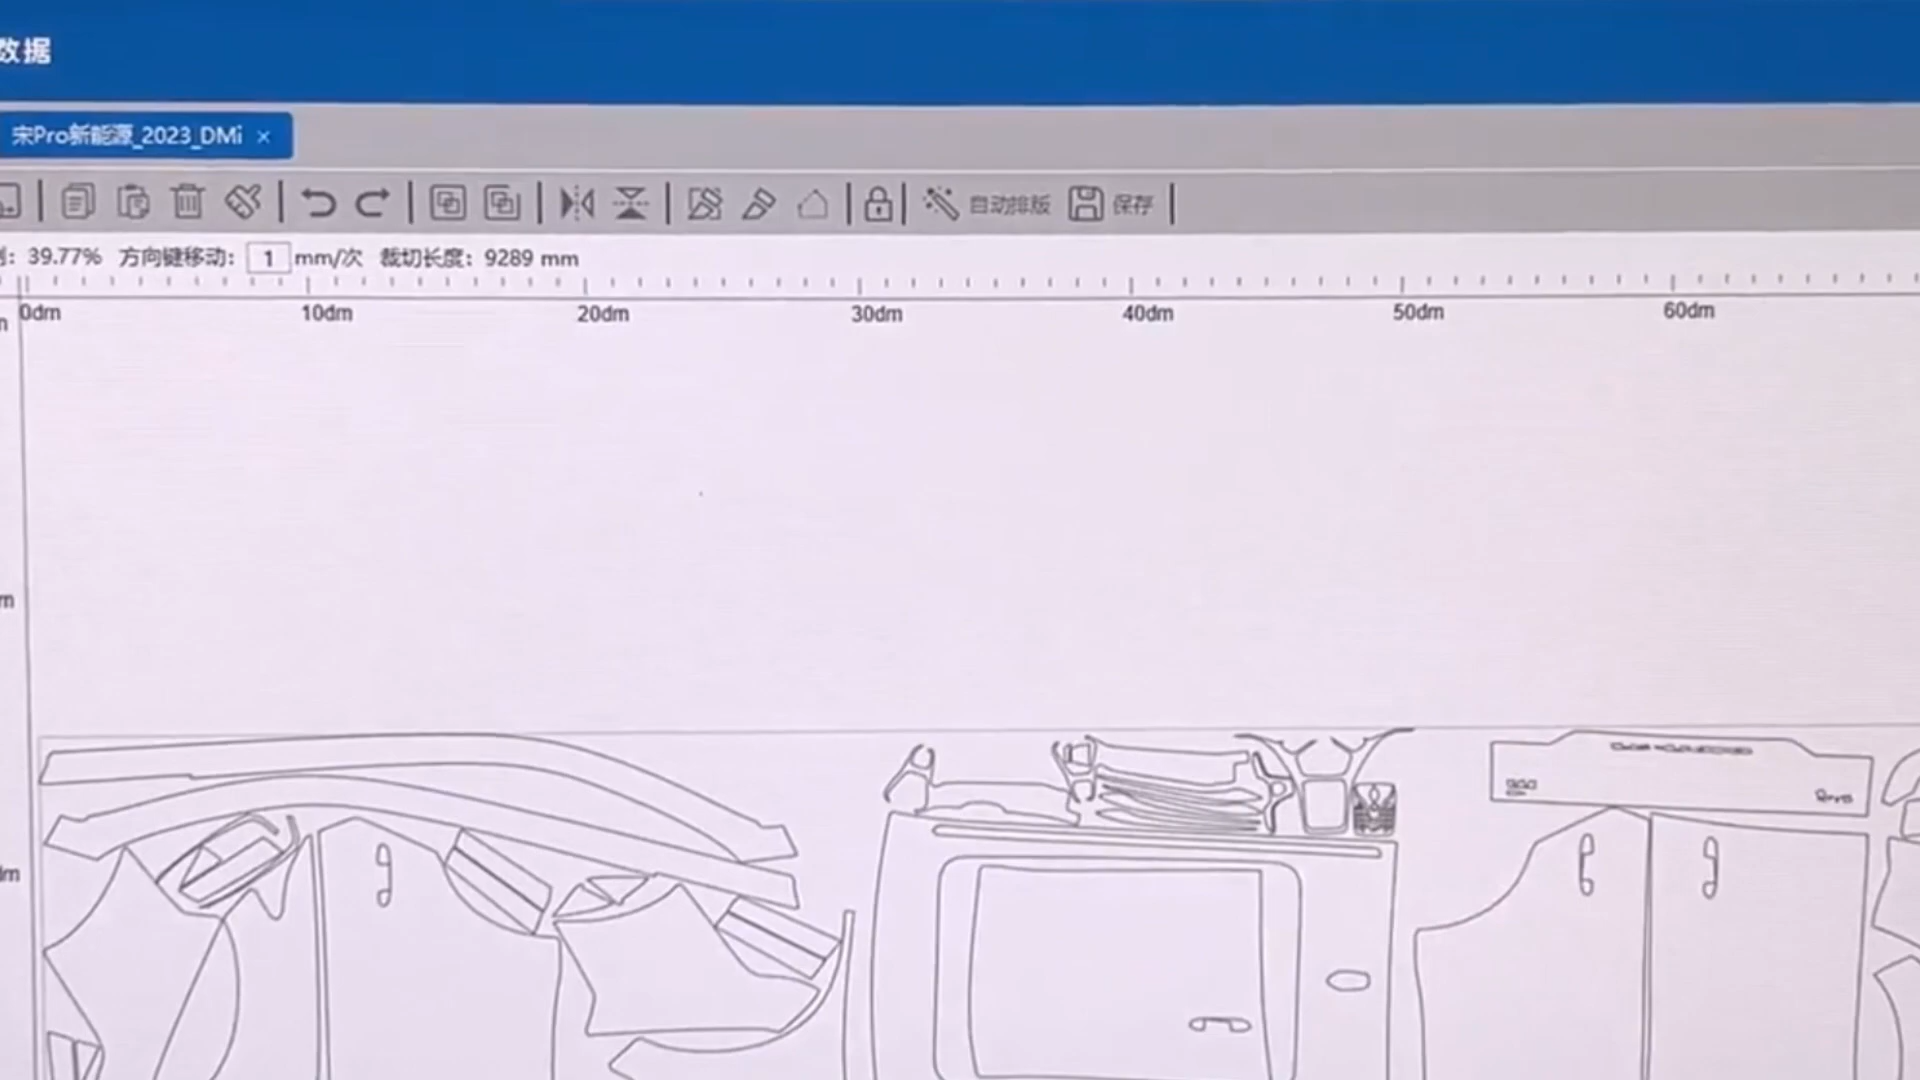 数据
宋Pro新能源_2023_DMi ×
自动排版 保存
: 39.77% 方向键移动: 1 mm/次 裁切长度: 9289 mm
0dm 10dm 20dm 30dm 40dm 50dm 60dm